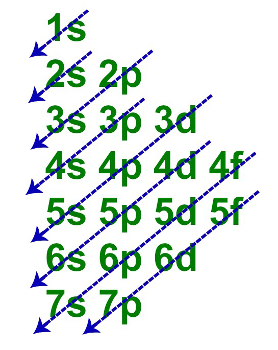 1s
2s 2p
3s 3p 3d
4s 4p 4d 4f
5s 5p 5d 5f
6s 6p 6d
7s 7p